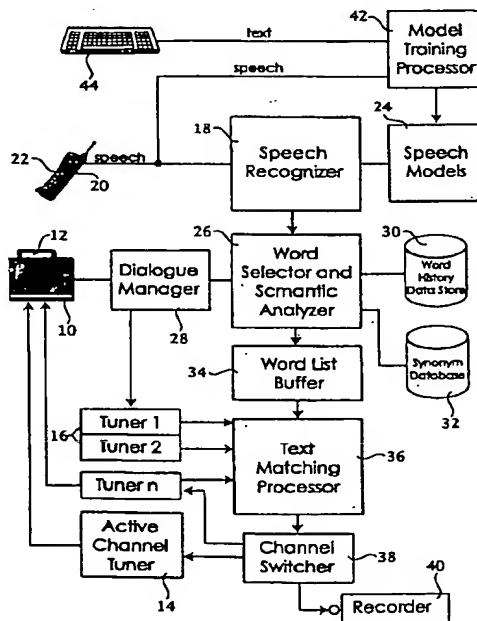 42
text
Model
Training
Processor
44
speech
24
18
22
speech
20
Speech
Recognizer
Speech
Models
12
26
30
Dialogue
Manager
Word
Selector and
Semantic
Analyzer
Word
History
Data Store
10
28
34
Word List
Buffer
Synonym
Database
32
16
Tuner 1
Tuner 2
Text
Matching
Processor
36
Tuner n
Active
Channel
Tuner
Channel
Switcher
38
14
40
Recorder